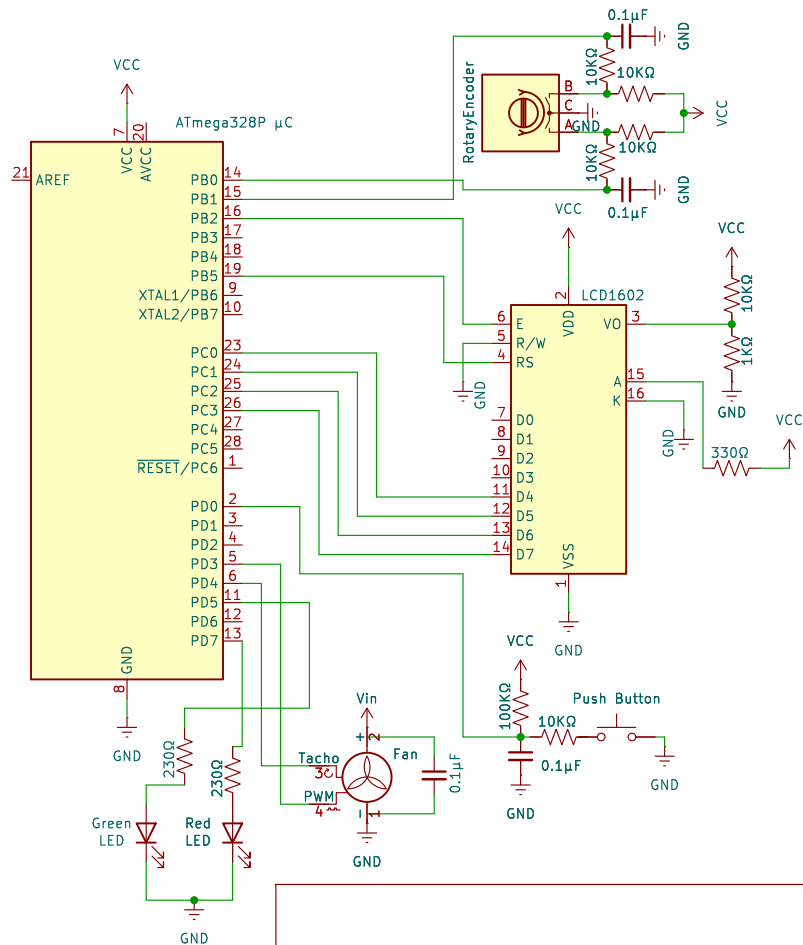 0.1µF
GND
10KΩ
10KΩ
RotaryEncoder
B
C
A
GND
VCC
10KΩ
10KΩ
0.1µF
GND
VCC
7
20
ATmega328P µC
VCC
AVCC
21
AREF
PB0
14
PB1
15
PB2
16
PB3
17
PB4
18
PB5
19
XTAL1/PB6
9
XTAL2/PB7
10
PC0
23
PC1
24
PC2
25
PC3
26
PC4
27
PC5
28
RESET/PC6
1
PD0
2
PD1
3
PD2
4
PD3
5
PD4
6
PD5
11
PD6
12
PD7
13
GND
8
GND
VCC
2
LCD1602
VDD
6
E
5
R/W
4
RS
GND
7
D0
8
D1
9
D2
10
D3
11
D4
12
D5
13
D6
14
D7
VO
3
A
15
K
16
VSS
1
GND
VCC
10KΩ
1KΩ
GND
GND
330Ω
VCC
VCC
100KΩ
10KΩ
Push Button
0.1µF
GND
GND
Vin
+
2
Fan
Tacho
3
PWM
4
-
1
0.1µF
GND
230Ω
230Ω
Green
LED
Red
LED
GND